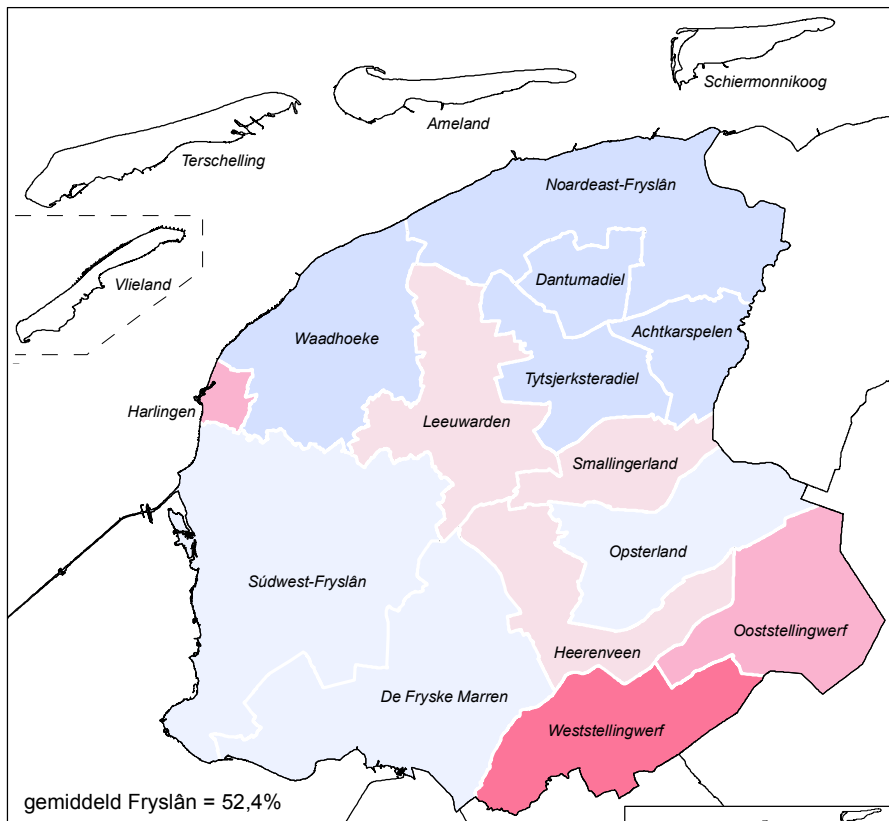 Schiermonnikoog
Ameland
Terschelling
Noardeast-Fryslân
Vlieland
Dantumadiel
Waadhoeke
Achtkarspelen
Tytsjerksteradiel
Harlingen
Leeuwarden
Smallingerland
Opsterland
Súdwest-Fryslân
Ooststellingwerf
Heerenveen
De Fryske Marren
Weststellingwerf
gemiddeld Fryslân = 52,4%